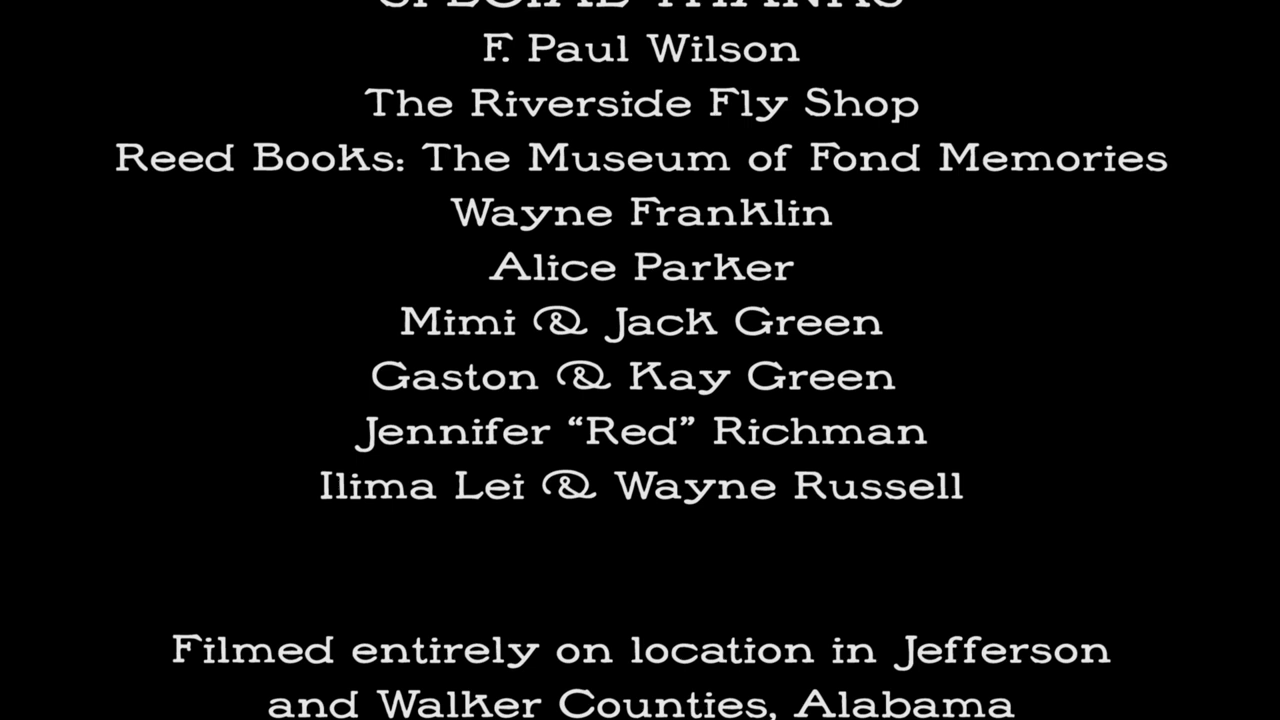 SPECIAL THANKS
F. Paul Wilson
The Riverside Fly Shop
Reed Books: The Museum of Fond Memories
Wayne Franklin
Alice Parker
Mimi & Jack Green
Gaston & Kay Green
Jennifer “Red” Richman
Ilima Lei & Wayne Russell
Filmed entirely on location in Jefferson
and Walker Counties, Alabama